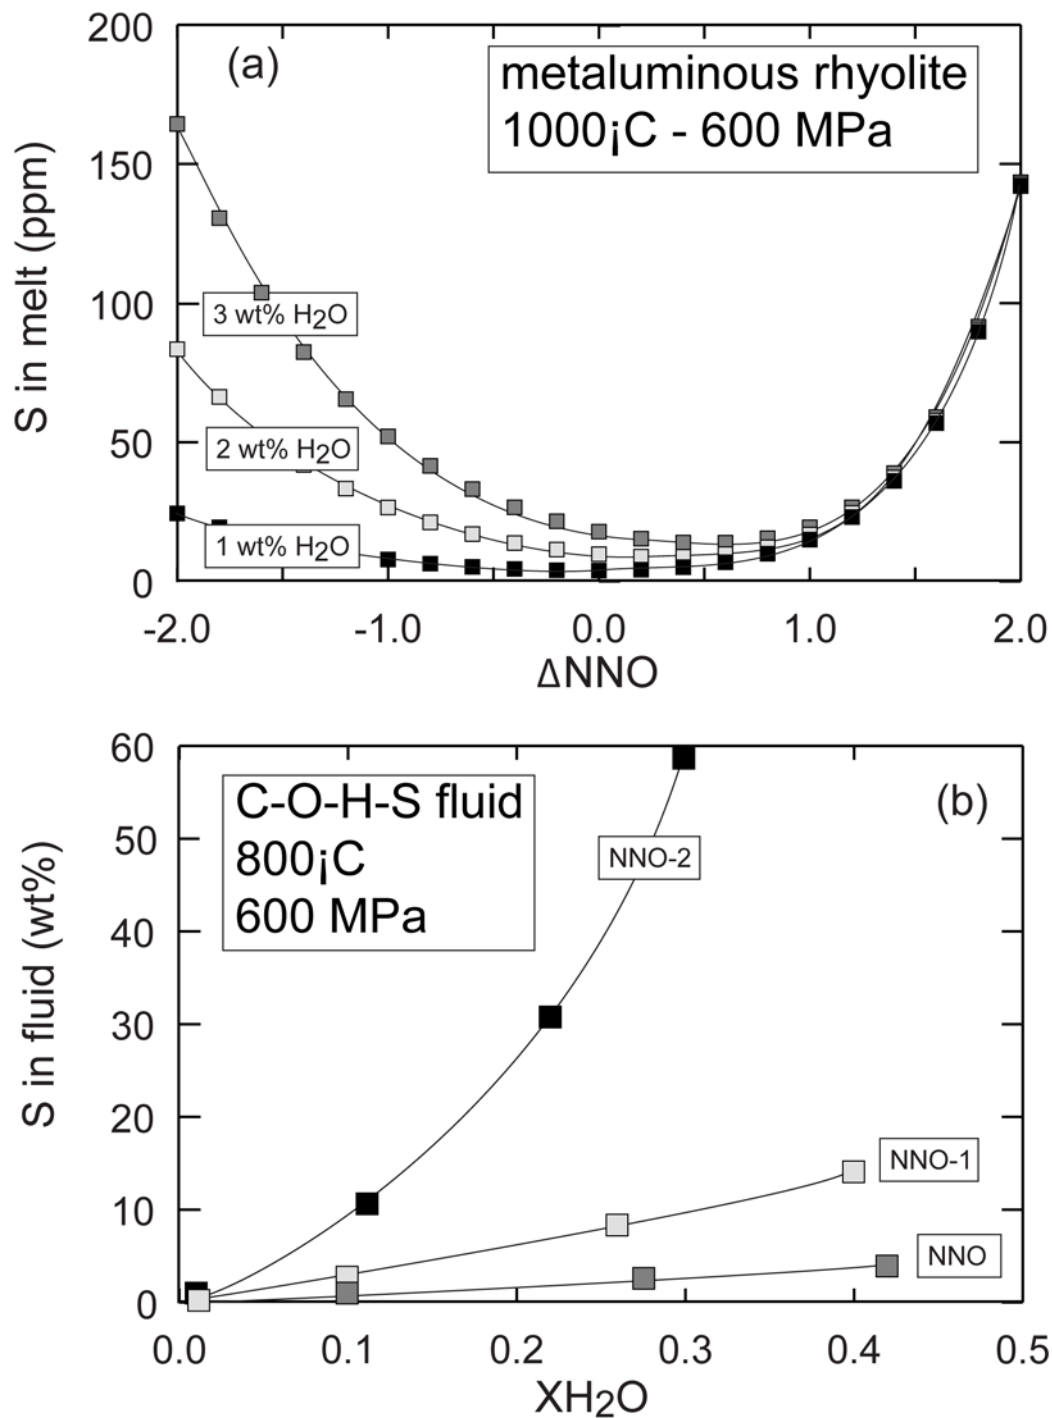 200
(a)
metaluminous rhyolite
1000¡C - 600 MPa
150
S in melt (ppm)
100
3 wt% H2O
50
2 wt% H2O
1 wt% H2O
0
-2.0 -1.0 0.0 1.0 2.0
ΔNNO
60
C-O-H-S fluid
800¡C
600 MPa
(b)
50
NNO-2
S in fluid (wt%)
40
30
20
NNO-1
10
NNO
0
0.0 0.1 0.2 0.3 0.4 0.5
XH2O